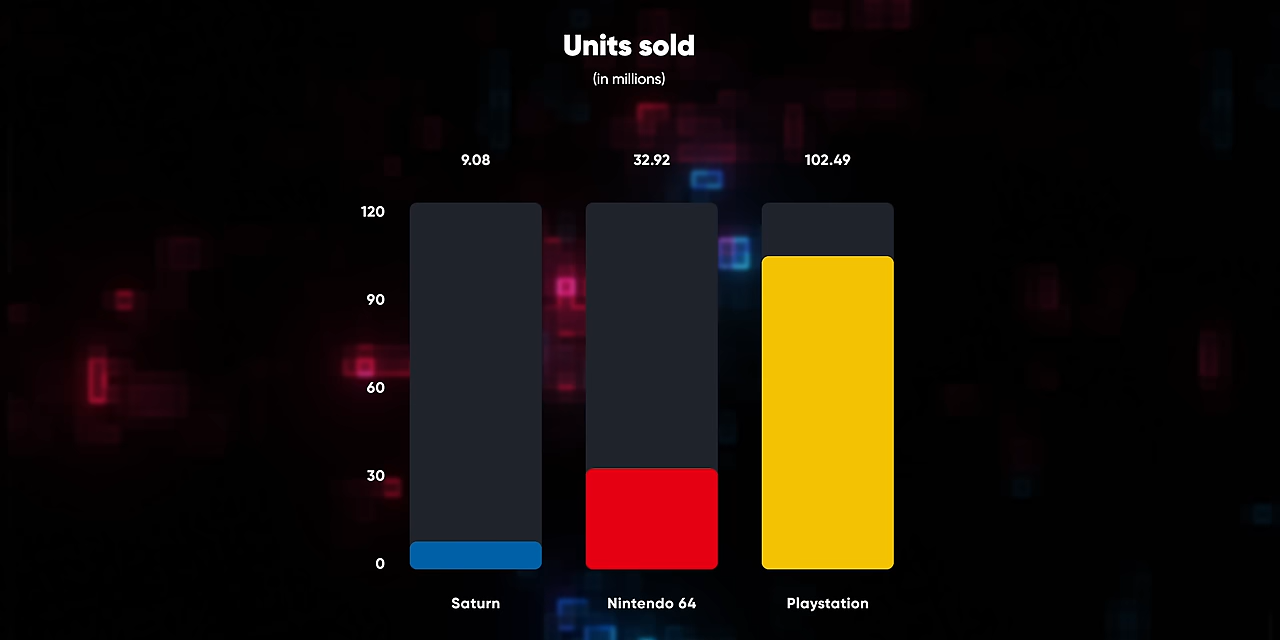 Units sold
(in millions)
9.08 32.92 102.49
120
90
60
30
0
Saturn Nintendo 64 Playstation